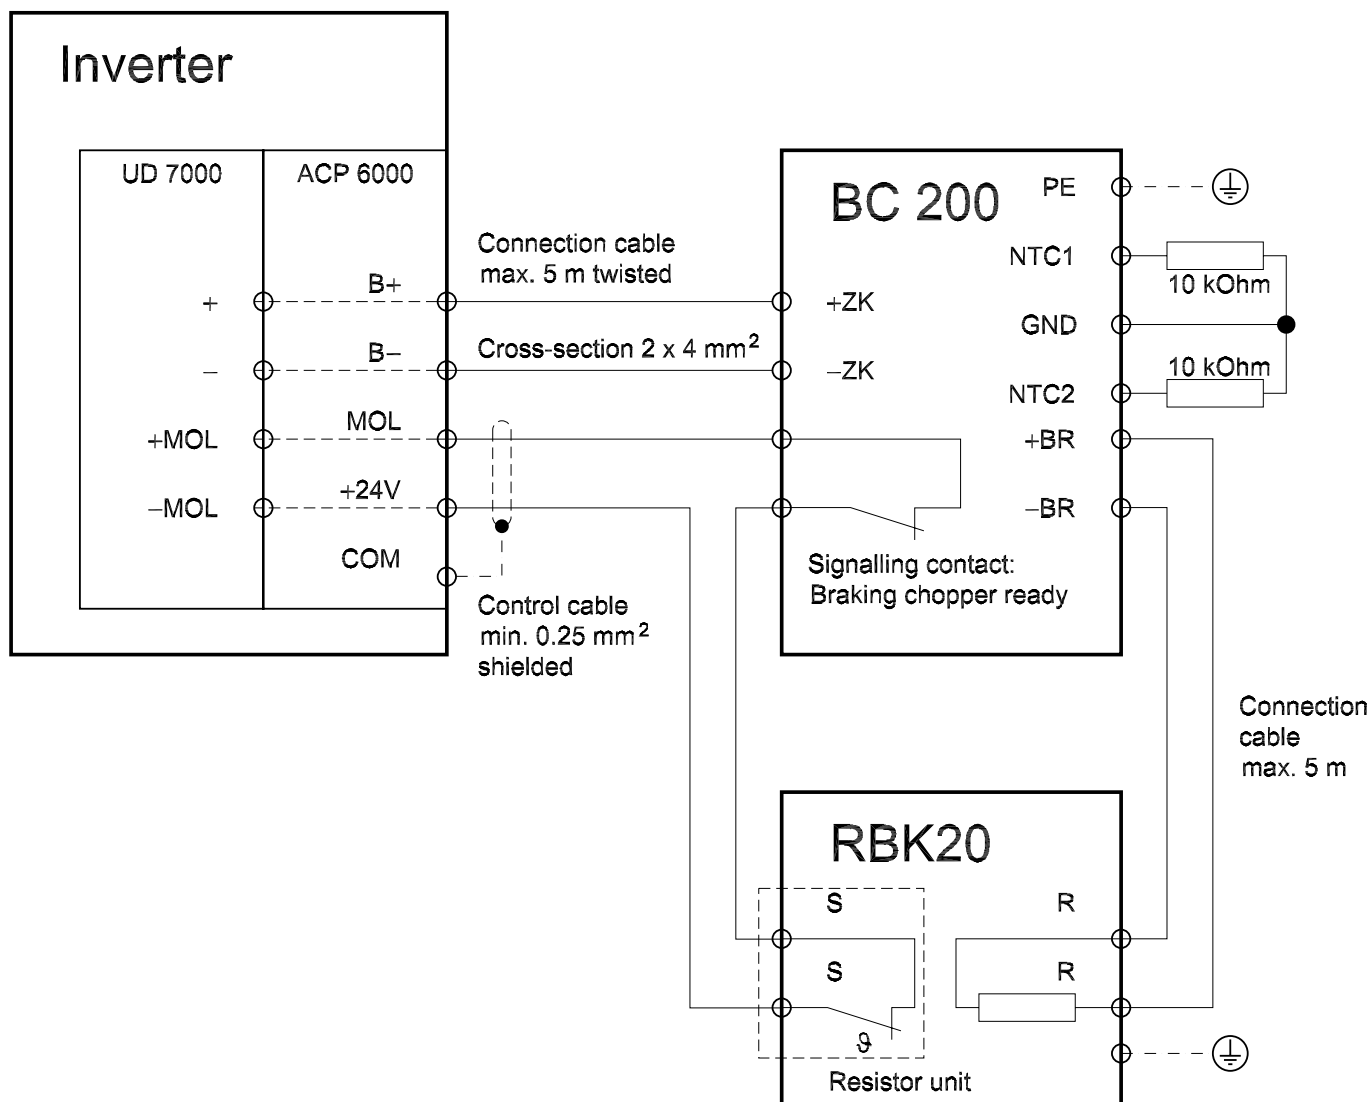 Inverter
UD 7000
ACP 6000
+
B+
–
B–
+MOL
MOL
–MOL
+24V
COM
Connection cable
max. 5 m twisted
Cross-section 2 x 4 mm²
Control cable
min. 0.25 mm²
shielded
BC 200
PE
NTC1
10 kOhm
+ZK
GND
–ZK
10 kOhm
NTC2
+BR
–BR
Signalling contact:
Braking chopper ready
Connection
cable
max. 5 m
RBK20
S
R
S
R
ϑ
Resistor unit